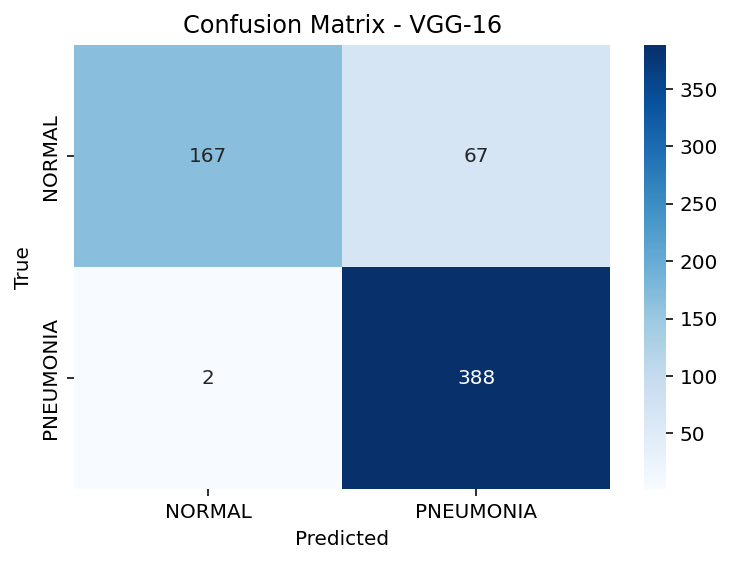 Confusion Matrix - VGG-16
True
NORMAL
167
67
PNEUMONIA
2
388
NORMAL
PNEUMONIA
Predicted
350
300
250
200
150
100
50